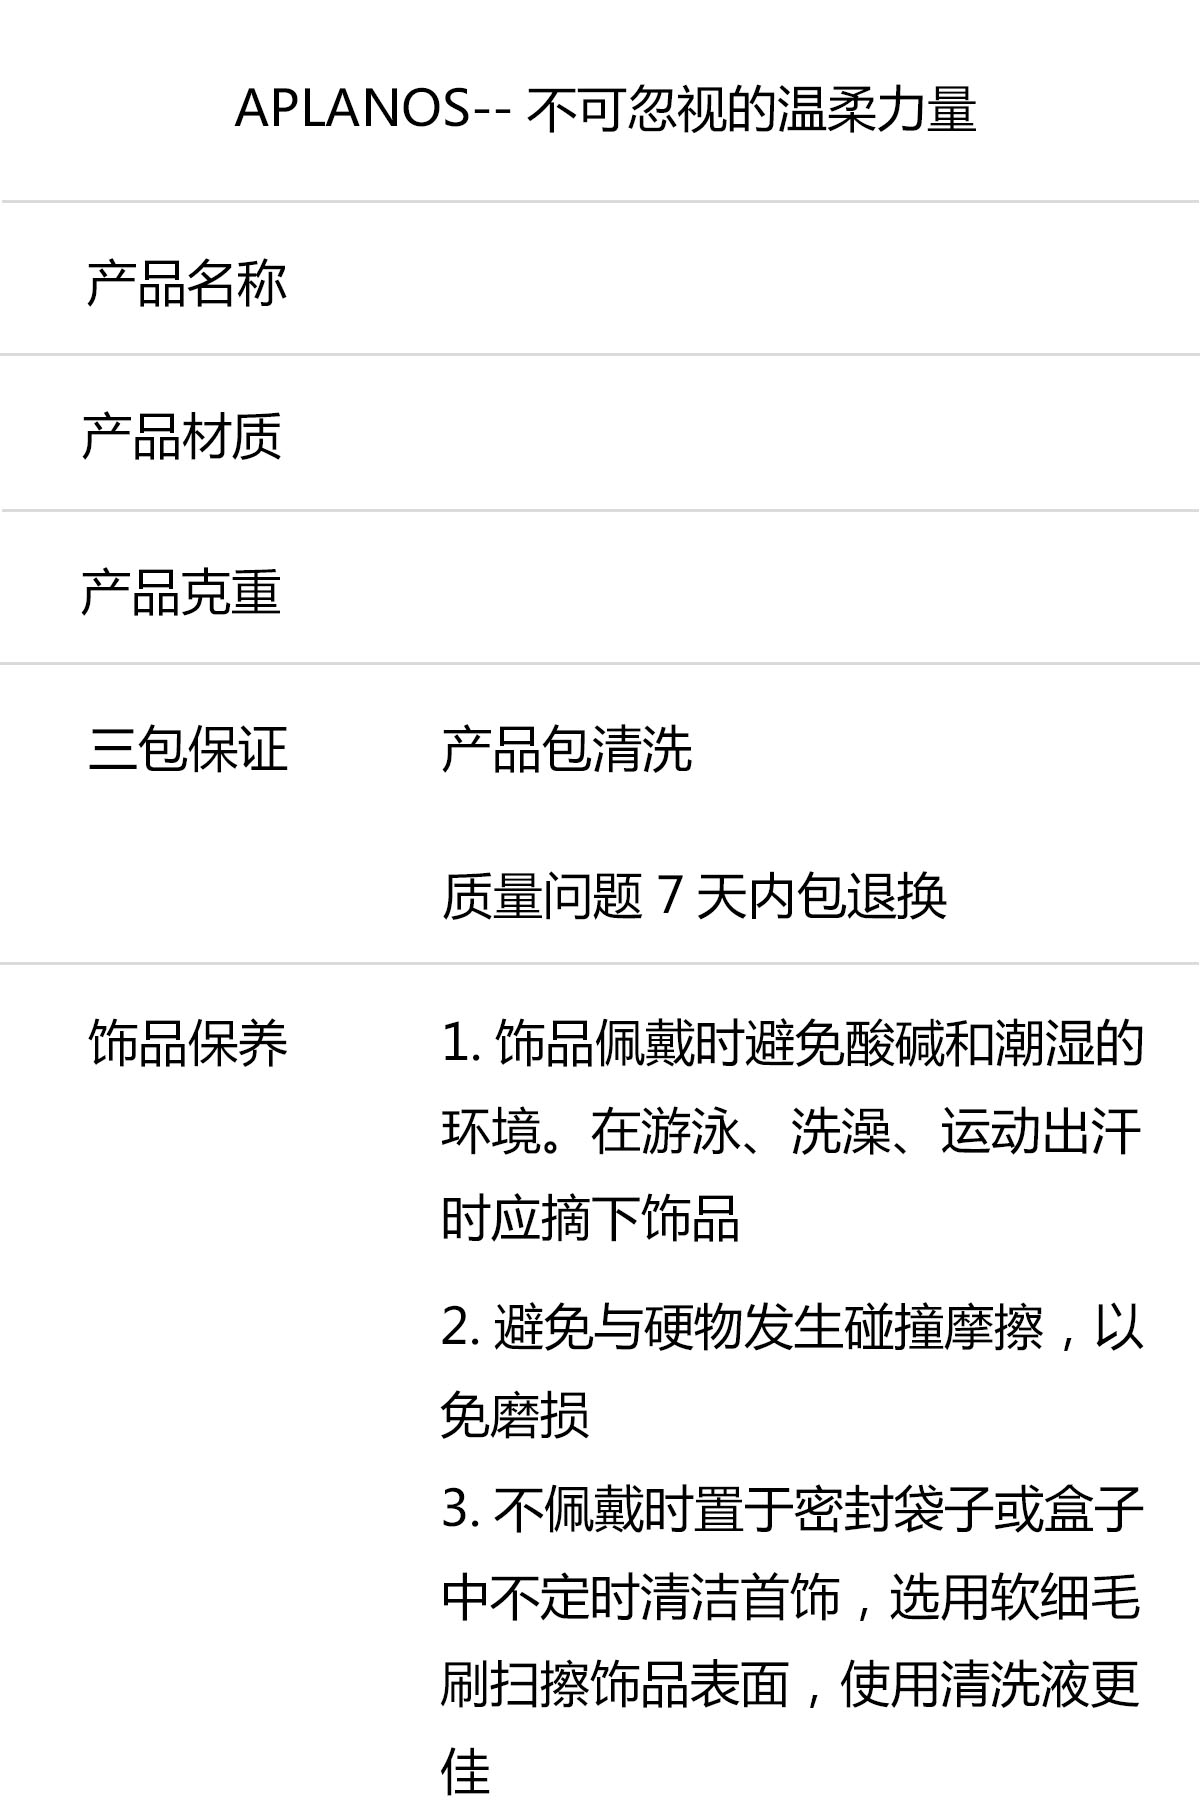 APLANOS-- 不可忽视的温柔力量
产品名称
产品材质
产品克重
三包保证 产品包清洗
质量问题 7 天内包退换
饰品保养 1. 饰品佩戴时避免酸碱和潮湿的
环境。在游泳、洗澡、运动出汗
时应摘下饰品
2. 避免与硬物发生碰撞摩擦，以
免磨损
3. 不佩戴时置于密封袋子或盒子
中不定时清洁首饰，选用软细毛
刷扫擦饰品表面，使用清洗液更
佳